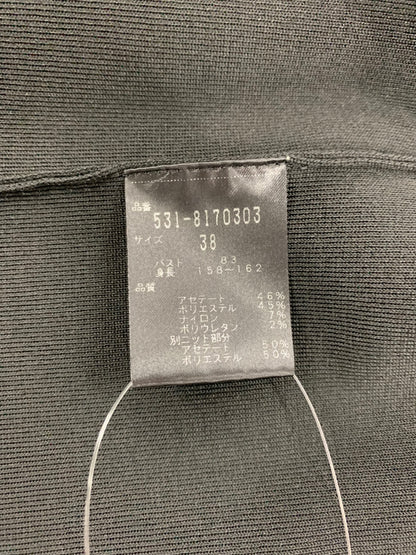 品番
531-8170303
サイズ 38
バスト 83
身長 158~162
品質
アセテート 46%
ポリエステル 45%
ナイロン 7%
ポリウレタン 2%
別ニット部分
アセテート 50%
ポリエステル 50%